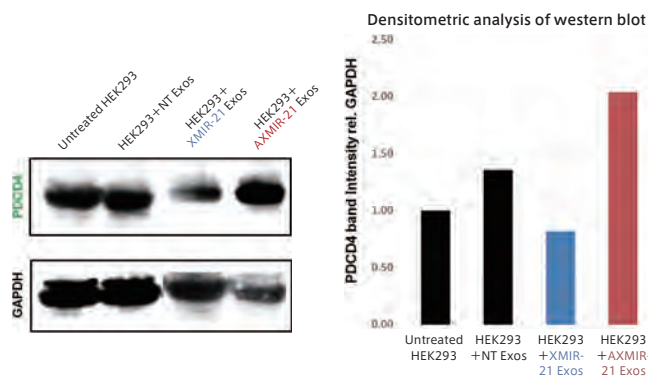 Untreated HEK293
HEK293+NT Exos
HEK293+
XMIR-21 Exos
HEK293+
AXMIR-21 Exos
PDCD4
GAPDH
Densitometric analysis of western blot
PDCD4 band Intensity rel. GAPDH
2.50
2.00
1.50
1.00
0.50
0.00
Untreated
HEK293
HEK293
+NT Exos
HEK293
+XMIR-
21 Exos
HEK293
+AXMIR-
21 Exos